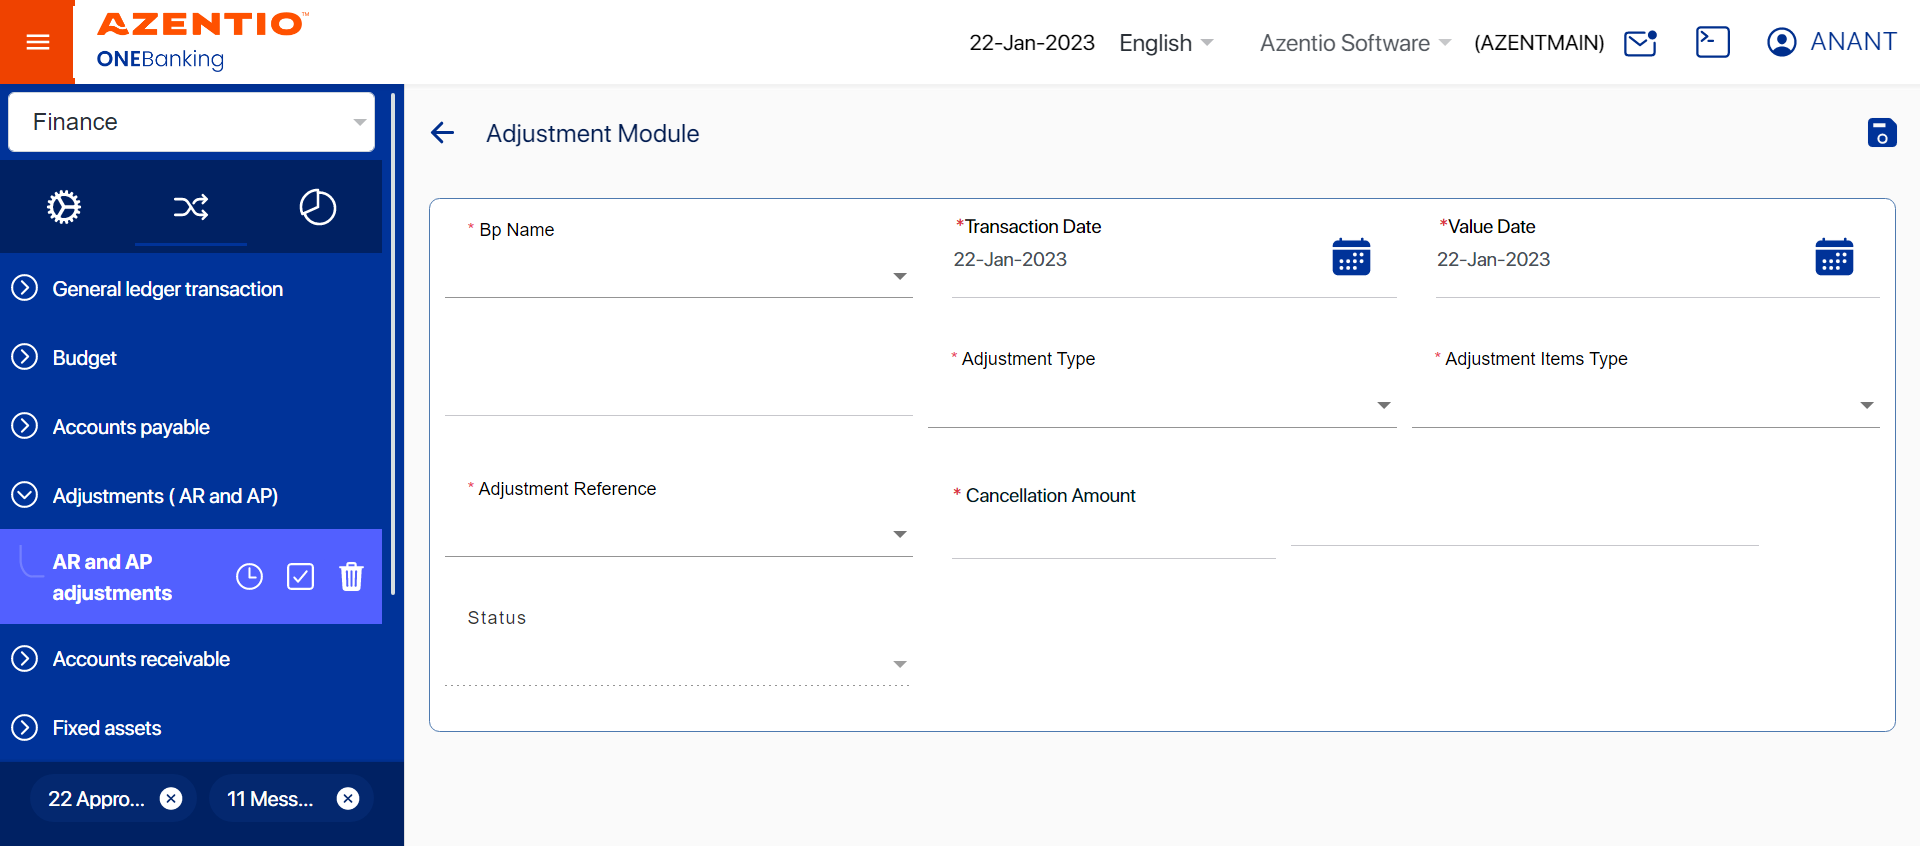 AZENTIO™
ONEBanking
22-Jan-2023 English Azentio Software (AZENTMAIN) ANANT
Finance
General ledger transaction
Budget
Accounts payable
Adjustments ( AR and AP)
AR and AP
adjustments
Accounts receivable
Fixed assets
22 Appro... 11 Mess...
Adjustment Module
* Bp Name
*Transaction Date
22-Jan-2023
*Value Date
22-Jan-2023
* Adjustment Type
* Adjustment Items Type
* Adjustment Reference
* Cancellation Amount
Status